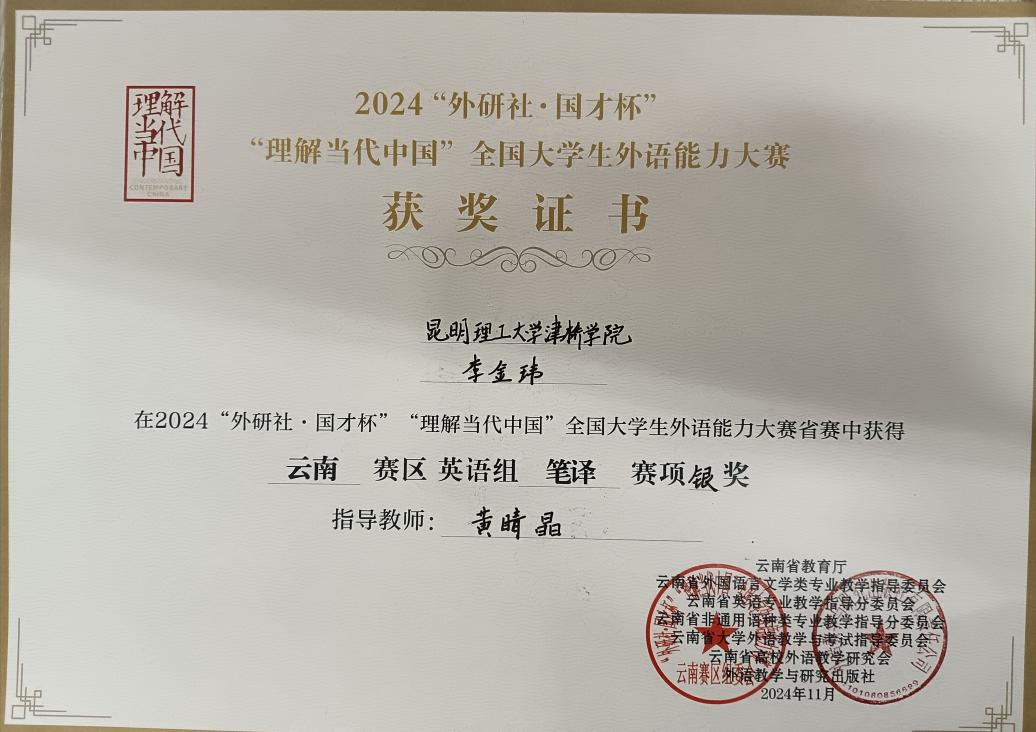 理解
当代
中国
CONTEMPORARY
CHINA
2024“外研社·国才杯”
“理解当代中国”全国大学生外语能力大赛
获奖证书
昆明理工大学津桥学院
李金玮
在2024“外研社·国才杯”“理解当代中国”全国大学生外语能力大赛省赛中获得
云南 赛区 英语组 笔译 赛项银奖
指导教师：黄晴晶
云南省教育厅
云南省外国语言文学类专业教学指导委员会
云南省英语专业教学指导分委员会
云南省非通用语种类专业教学指导分委员会
云南省大学外语教学与考试指导委员会
云南省高校外语教学研究会
外语教学与研究出版社
2024年11月
云南赛区组委会